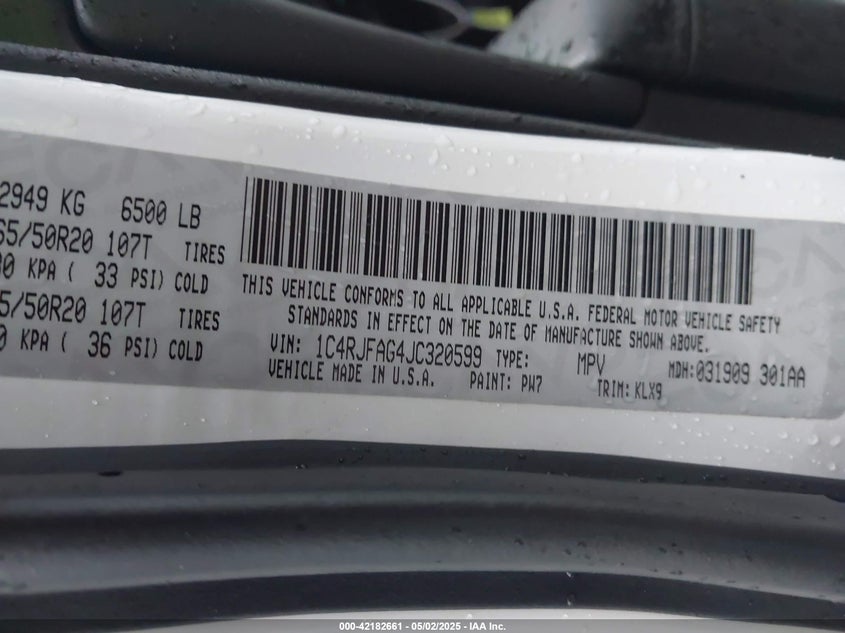 2949 KG 6500 LB
65/50R20 107T TIRES
0 KPA ( 33 PSI) COLD
5/50R20 107T TIRES
0 KPA ( 36 PSI) COLD
THIS VEHICLE CONFORMS TO ALL APPLICABLE U.S.A. FEDERAL MOTOR VEHICLE SAFETY
STANDARDS IN EFFECT ON THE DATE OF MANUFACTURE SHOWN ABOVE.
VIN: 1C4RJFAG4JC320599 TYPE: MPV MDH:031909 301AA
VEHICLE MADE IN U.S.A. PAINT: PW7 TRIM: KLX9
000-42182661 - 05/02/2025 - IAA Inc.